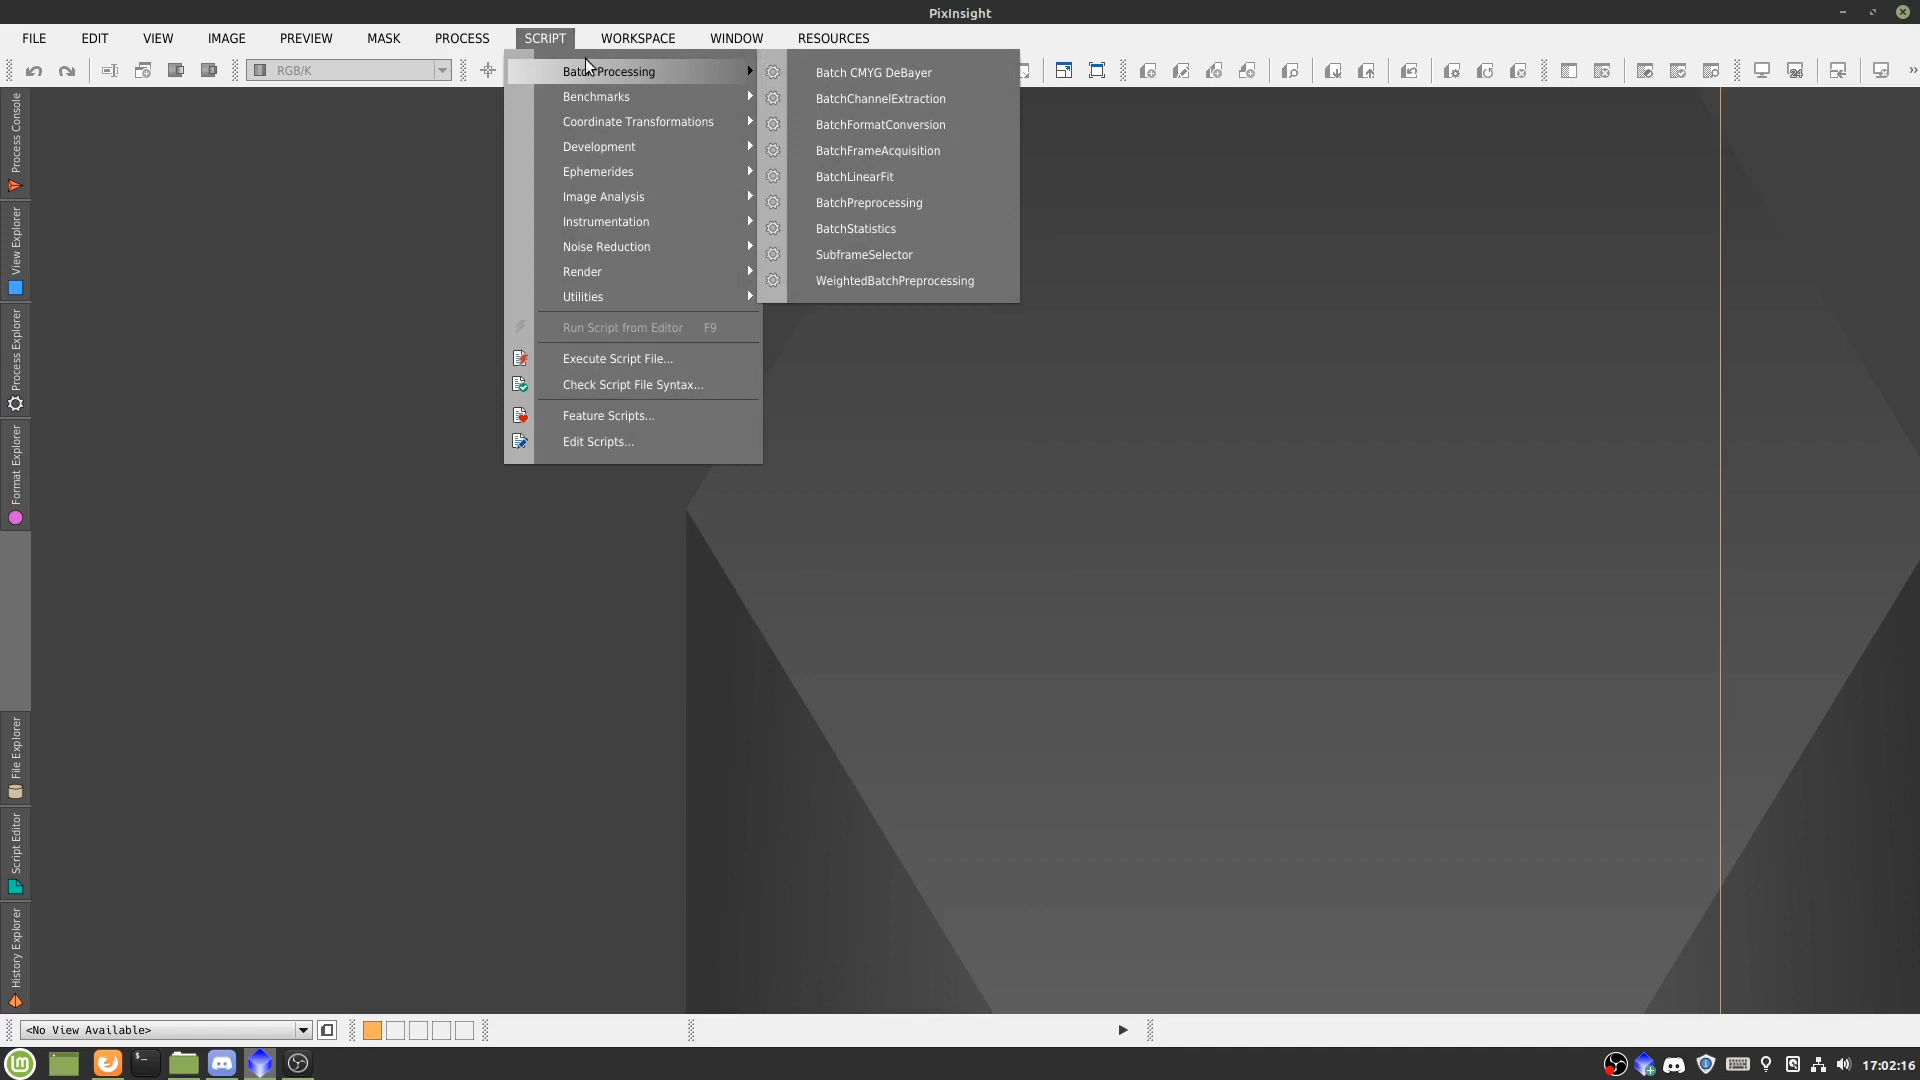 PixInsight
FILE EDIT VIEW IMAGE PREVIEW MASK PROCESS SCRIPT WORKSPACE WINDOW RESOURCES
RGB/K
24
Batch Processing
Benchmarks
Coordinate Transformations
Development
Ephemerides
Image Analysis
Instrumentation
Noise Reduction
Render
Utilities
Run Script from Editor F9
Execute Script File...
Check Script File Syntax...
Feature Scripts...
Edit Scripts...
Batch CMYG DeBayer
BatchChannelExtraction
BatchFormatConversion
BatchFrameAcquisition
BatchLinearFit
BatchPreprocessing
BatchStatistics
SubframeSelector
WeightedBatchPreprocessing
Process Console
View Explorer
Process Explorer
Format Explorer
File Explorer
Script Editor
History Explorer
<No View Available>
17:02:16